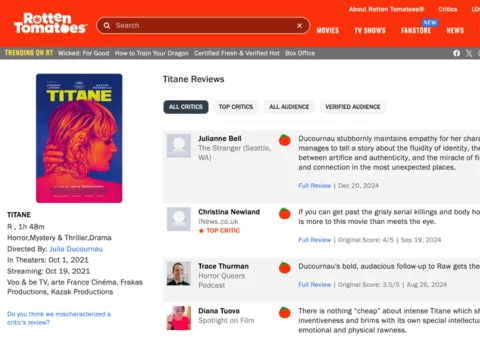 About Rotten Tomatoes®   Critics
Rotten Tomatoes®
Search
MOVIES   TV SHOWS   FANSTORE   NEW   NEWS
TRENDING ON RT   Wicked: For Good   How to Train Your Dragon   Certified Fresh & Verified Hot   Box Office
Titane Reviews
ALL CRITICS   TOP CRITICS   ALL AUDIENCE   VERIFIED AUDIENCE
TITANE
TITANE
R , 1h 48m
Horror,Mystery & Thriller,Drama
Directed By: Julia Ducournau
In Theaters: Oct 1, 2021
Streaming: Oct 19, 2021
Voo & be TV, arte France Cinéma, Frakas
Productions, Kazak Productions
Do you think we mischaracterized a
critic's review?
Julianne Bell
The Stranger (Seattle,
WA)
Ducournau stubbornly maintains empathy for her chara
manages to tell a story about the fluidity of identity, the
between artifice and authenticity, and the miracle of fi
and connection in the most unexpected places.
Full Review | Dec 20, 2024
Christina Newland
iNews.co.uk
★ TOP CRITIC
If you can get past the grisly serial killings and body ho
is more to this movie than meets the eye.
Full Review | Original Score: 4/5 | Sep 19, 2024
Trace Thurman
Horror Queers
Podcast
Ducournau's bold, audacious follow-up to Raw gets the
Full Review | Original Score: 3.5/5 | Aug 26, 2024
Diana Tuova
Spotlight on Film
There is nothing "cheap" about intense Titane which sh
inventiveness and brims with its own special intellectua
emotional and physical rawness.